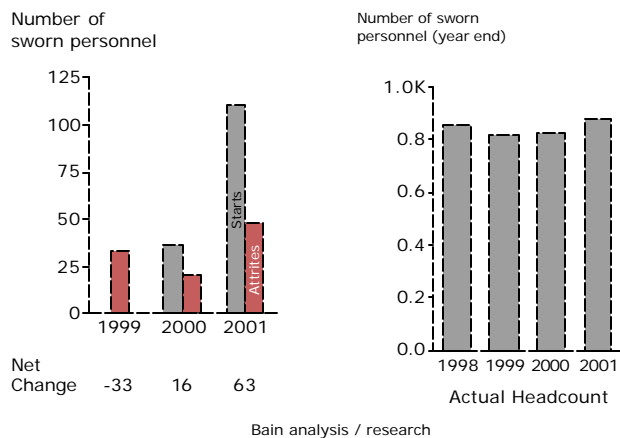 Number of
sworn personnel
125
100
75
50
25
0
Starts
Attrites
1999 2000 2001
Net
Change -33 16 63
Number of sworn
personnel (year end)
1.0K
0.8
0.6
0.4
0.2
0.0
1998 1999 2000 2001
Actual Headcount
Bain analysis / research